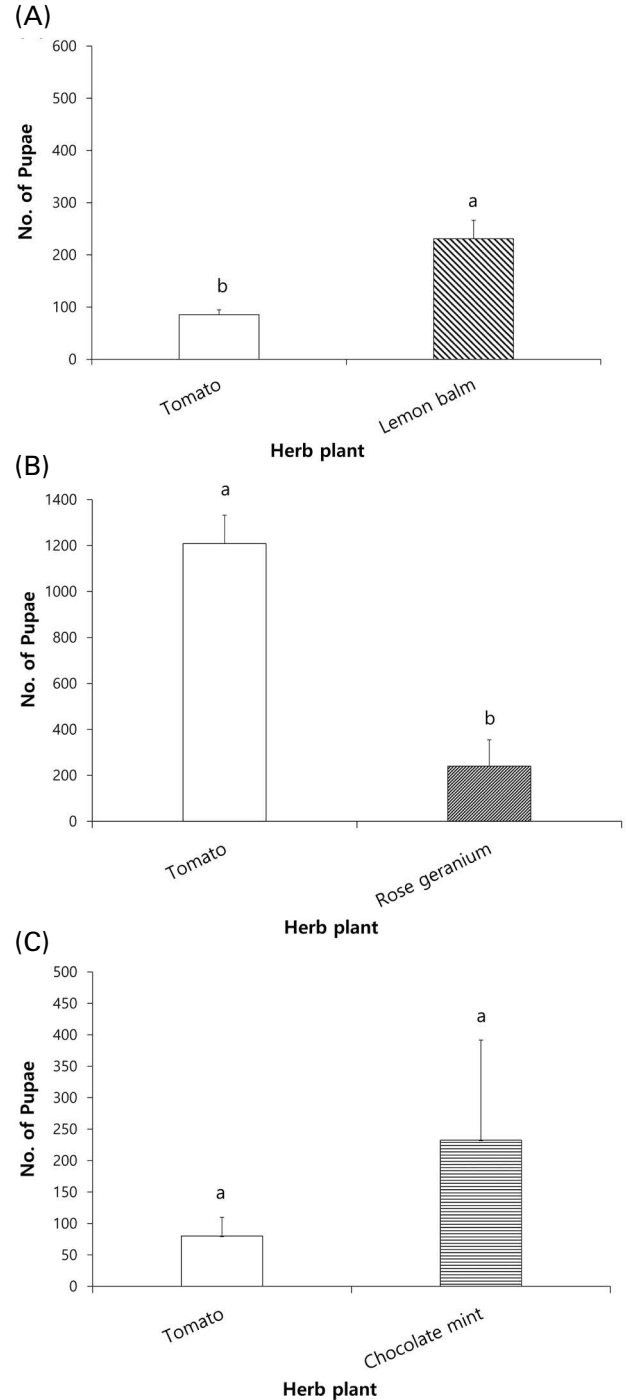 (A)
600
500
400
300
200
100
0
No. of Pupae
b
a
Tomato
Lemon balm
Herb plant
(B)
1400
1200
1000
800
600
400
200
0
No. of Pupae
a
b
Tomato
Rose geranium
Herb plant
(C)
500
450
400
350
300
250
200
150
100
50
0
No. of Pupae
a
a
Tomato
Chocolate mint
Herb plant